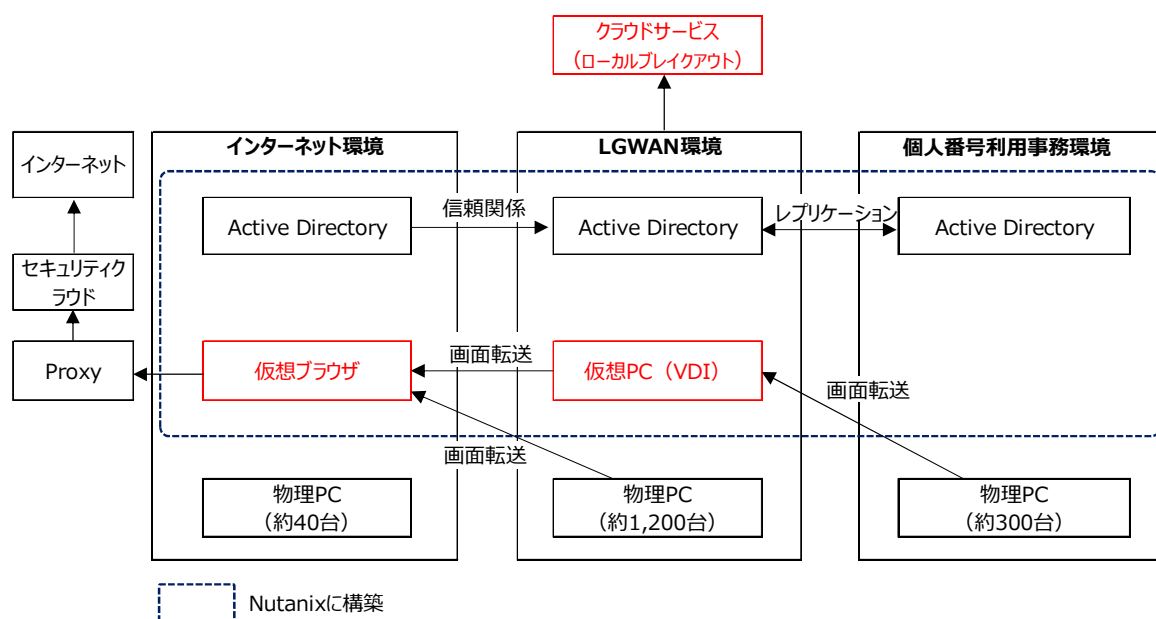 クラウドサービス
（ローカルブレイクアウト）
インターネット環境
LGWAN環境
個人番号利用事務環境
インターネット
セキュリティク
ラウド
Proxy
Active Directory
信頼関係
Active Directory
レプリケーション
Active Directory
仮想ブラウザ
画面転送
仮想PC（VDI）
画面転送
画面転送
物理PC
（約40台）
物理PC
（約1,200台）
物理PC
（約300台）
Nutanixに構築